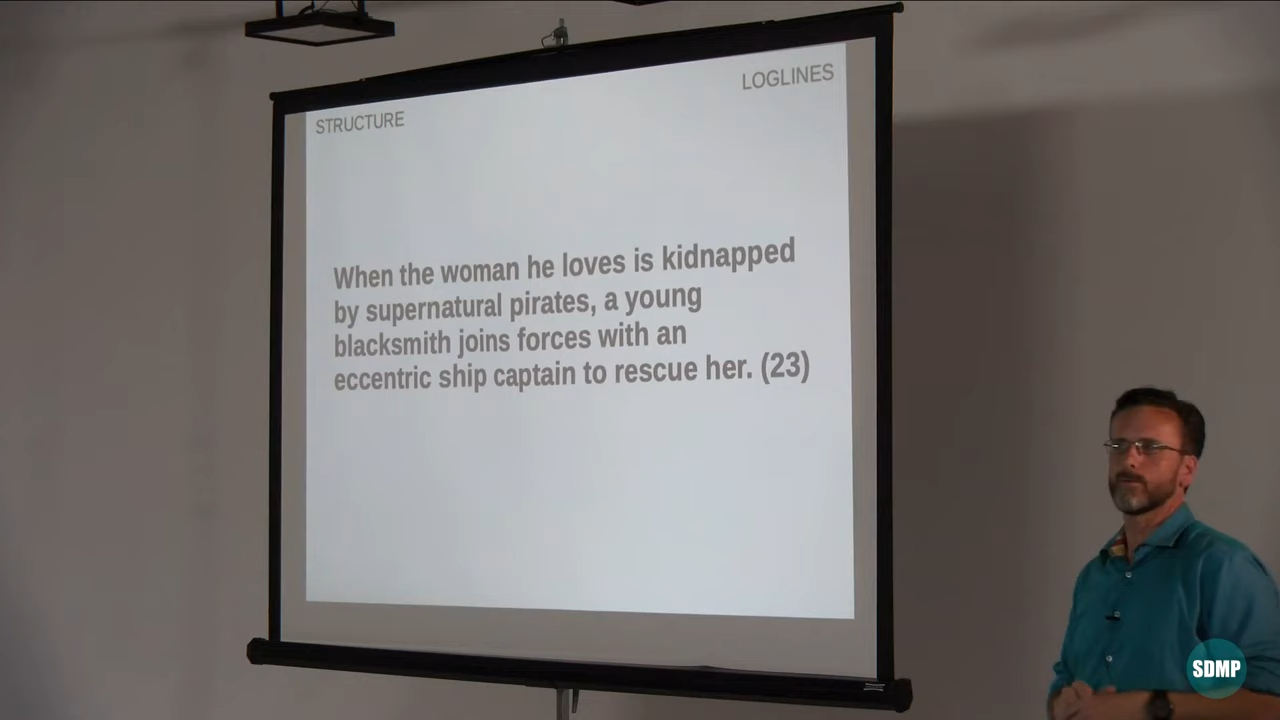 STRUCTURE
LOGLINES
When the woman he loves is kidnapped
by supernatural pirates, a young
blacksmith joins forces with an
eccentric ship captain to rescue her. (23)
SDMP